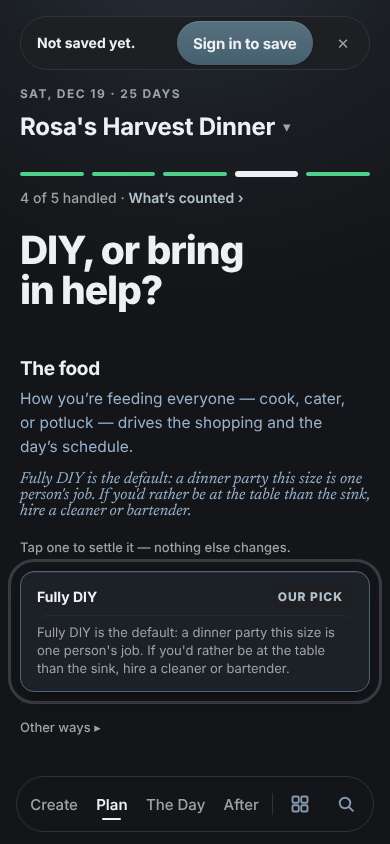 Not saved yet.
Sign in to save
×
SAT, DEC 19 · 25 DAYS
Rosa's Harvest Dinner ▾
4 of 5 handled · What's counted ›
DIY, or bring
in help?
The food
How you're feeding everyone — cook, cater,
or potluck — drives the shopping and the
day's schedule.
Fully DIY is the default: a dinner party this size is one
person's job. If you'd rather be at the table than the sink,
hire a cleaner or bartender.
Tap one to settle it — nothing else changes.
Fully DIY
OUR PICK
Fully DIY is the default: a dinner party this size is
one person's job. If you'd rather be at the table
than the sink, hire a cleaner or bartender.
Other ways ▸
Create Plan The Day After